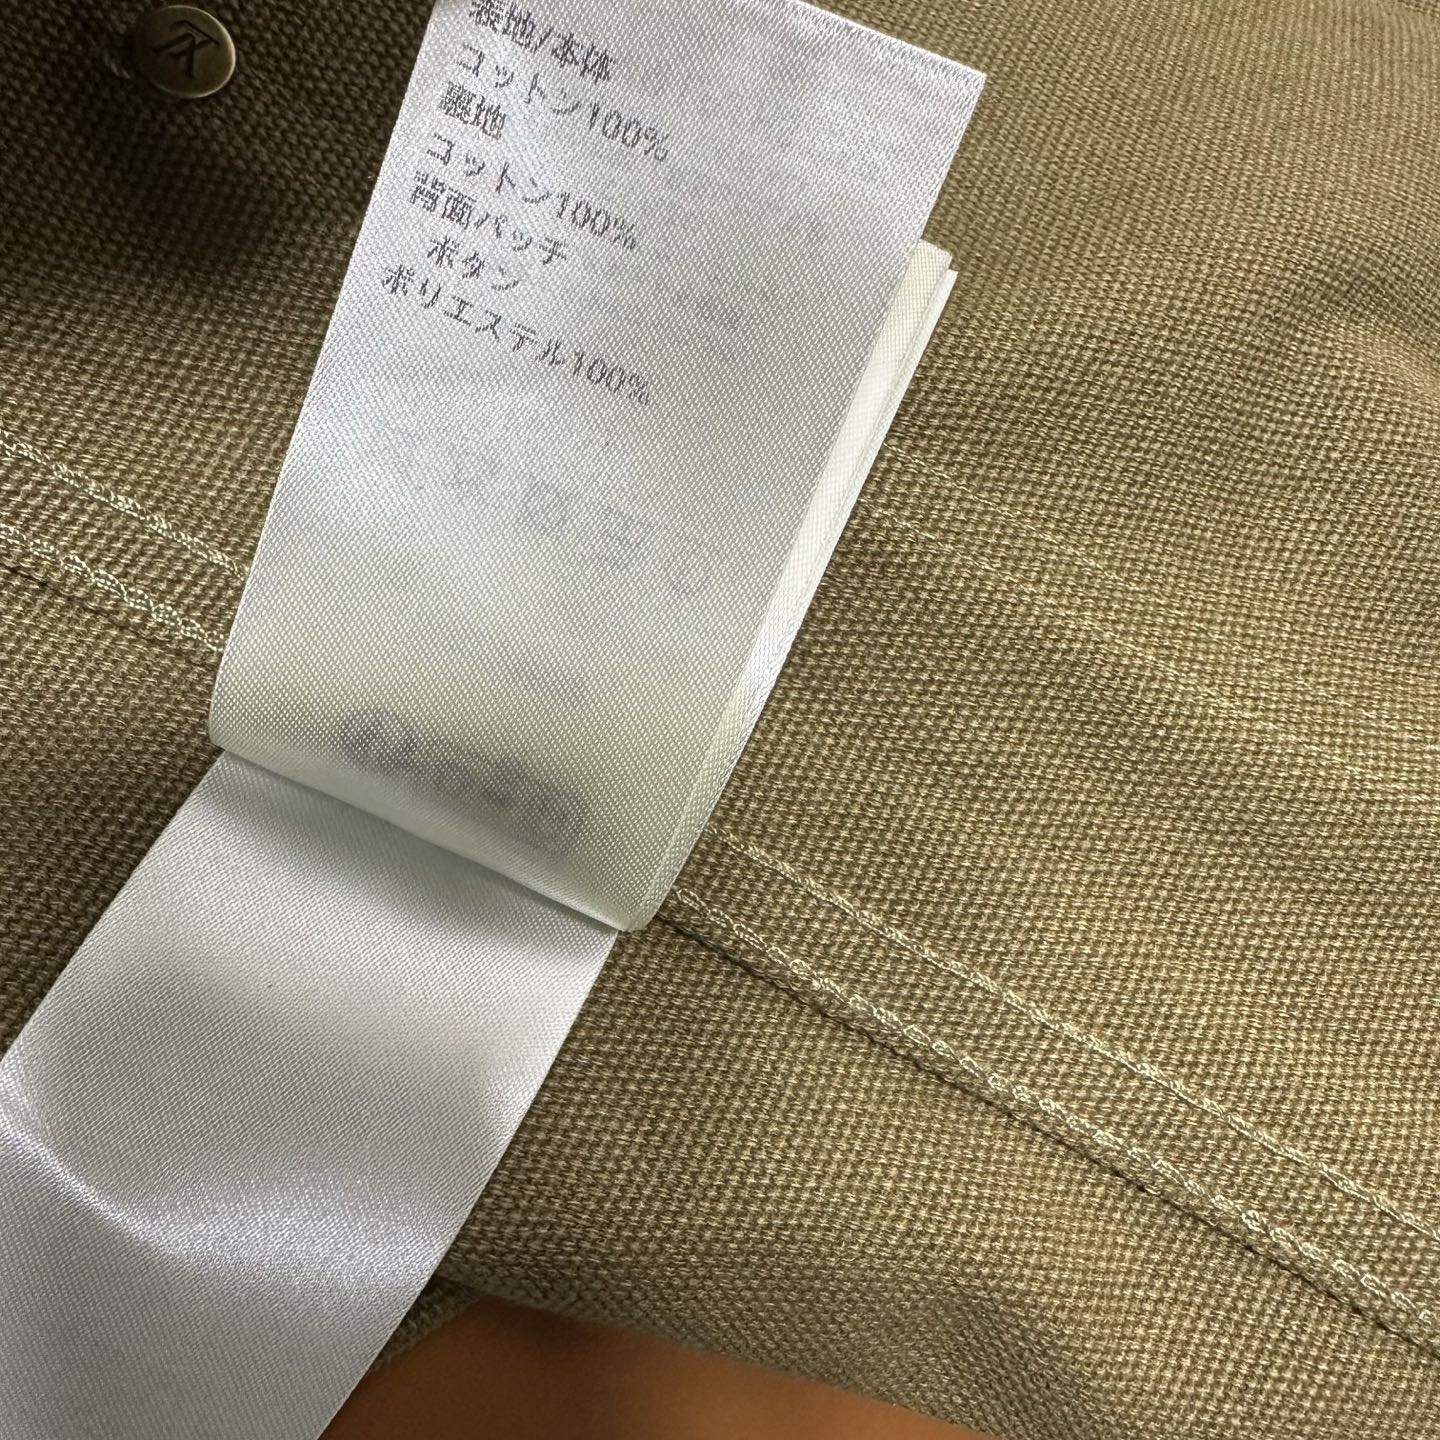 表地/本体
コットン100%
裏地
コットン100%
背面パッチ
ボタン
ポリエステル100%